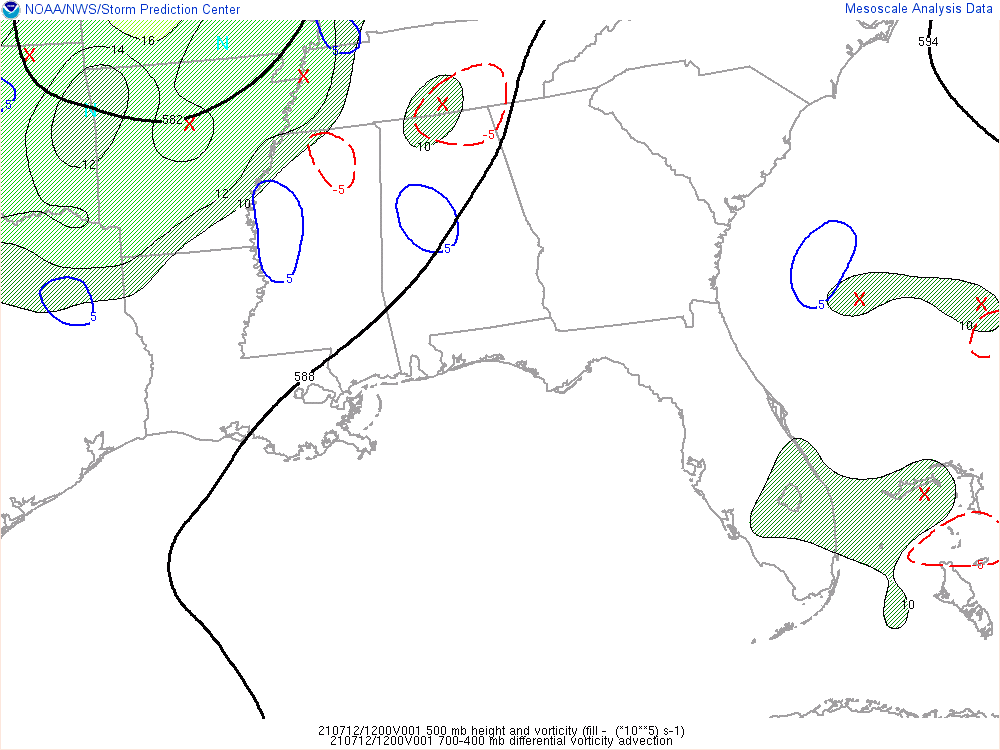 NOAA/NWS/Storm Prediction Center
Mesoscale Analysis Data
16
N
594
14
X
5
X
5
N
X
582
X
-5
10
12
-5
12
10
5
5
5
X
X
5
10
588
X
-5
10
210712/1200V001 500 mb height and vorticity (fill - (*10**5) s-1)
210712/1200V001 700-400 mb differential vorticity advection